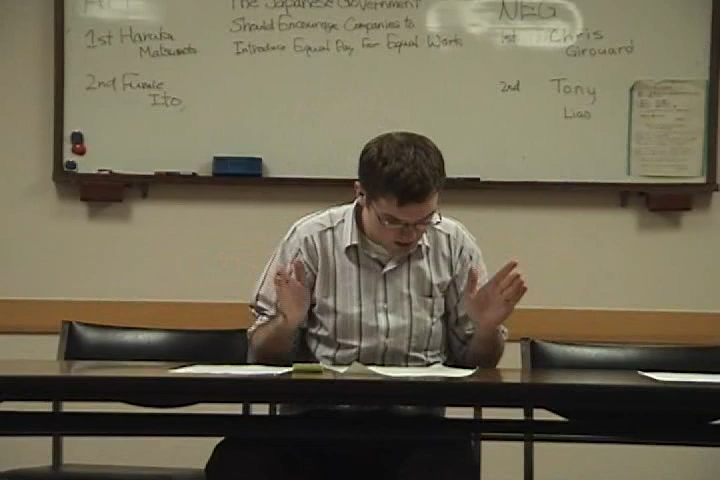 AFF
The Japanese Government
NEG
Should Encourage Companies to
1st Haruka
Matsumoto
Introduce Equal Pay For Equal Work
1st Chris
Girouard
2nd Fumie
Ito,
2nd Tony
Liao